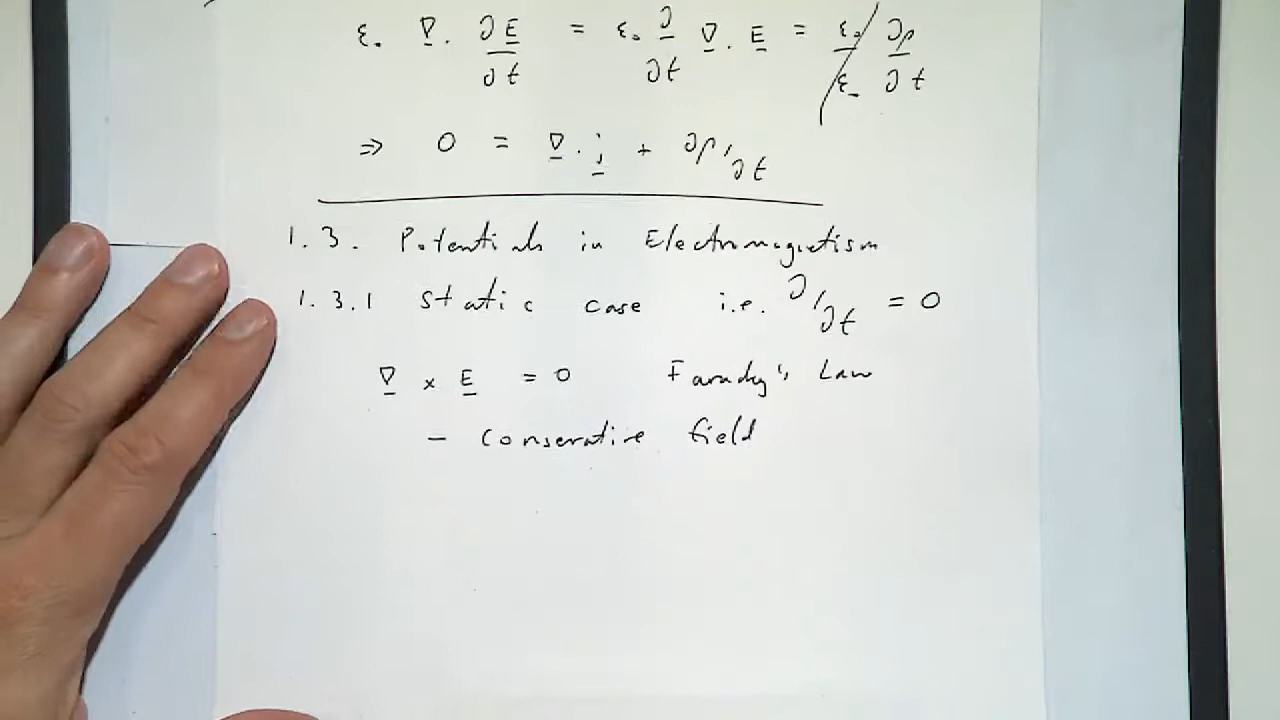 ε₀ ∇ · ∂E/∂t = ε₀ ∂/∂t ∇ · E = ε₀/ε₀ ∂ρ/∂t
⇒ 0 = ∇ · j + ∂ρ/∂t
1.3. Potentials in Electromagnetism
1.3.1 Static case i.e. ∂/∂t = 0
∇ × E = 0 Faraday's Law
– Conservative field